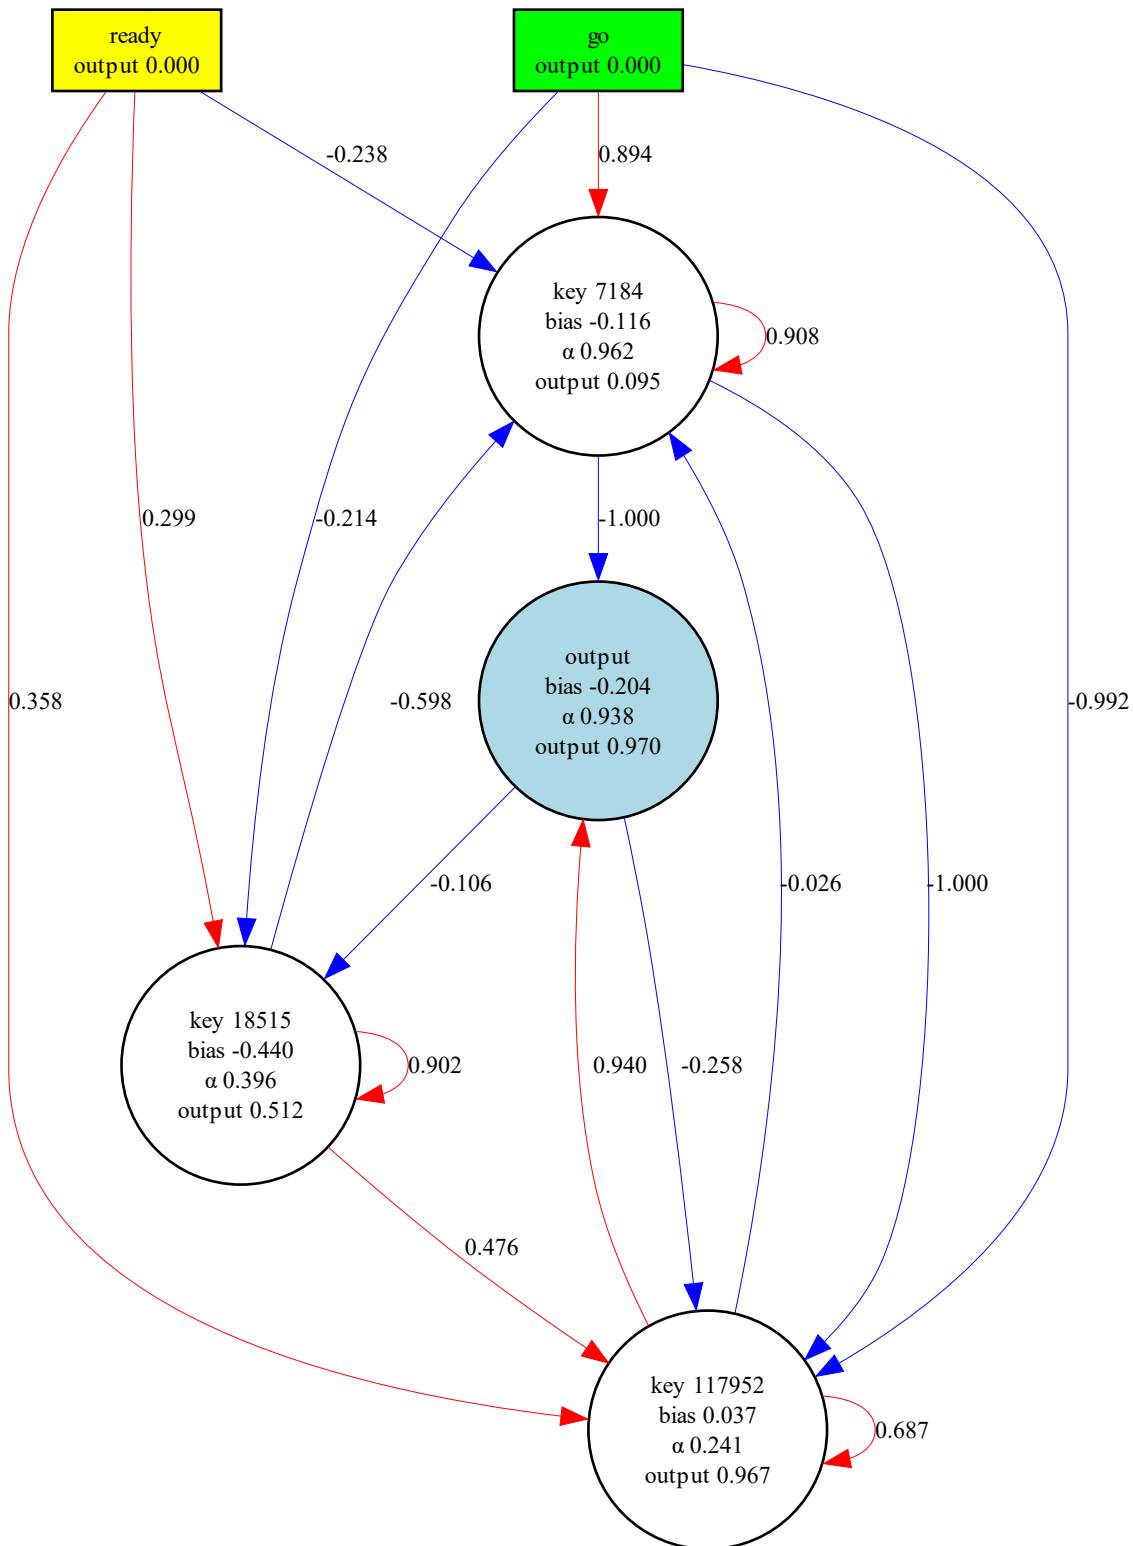 ready
output 0.000
go
output 0.000
-0.238
0.894
key 7184
bias -0.116
α 0.962
output 0.095
0.908
0.299
-0.214
-1.000
output
bias -0.204
α 0.938
output 0.970
0.358
-0.598
-0.992
-0.106
-0.026
-1.000
key 18515
bias -0.440
α 0.396
output 0.512
0.902
0.940
-0.258
0.476
key 117952
bias 0.037
α 0.241
output 0.967
0.687